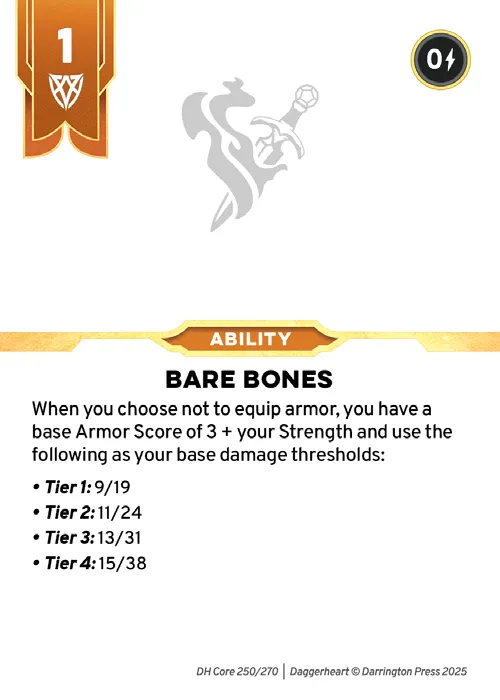 1
0
ABILITY
BARE BONES
When you choose not to equip armor, you have a
base Armor Score of 3 + your Strength and use the
following as your base damage thresholds:
• Tier 1: 9/19
• Tier 2: 11/24
• Tier 3: 13/31
• Tier 4: 15/38
DH Core 250/270 | Daggerheart © Darrington Press 2025